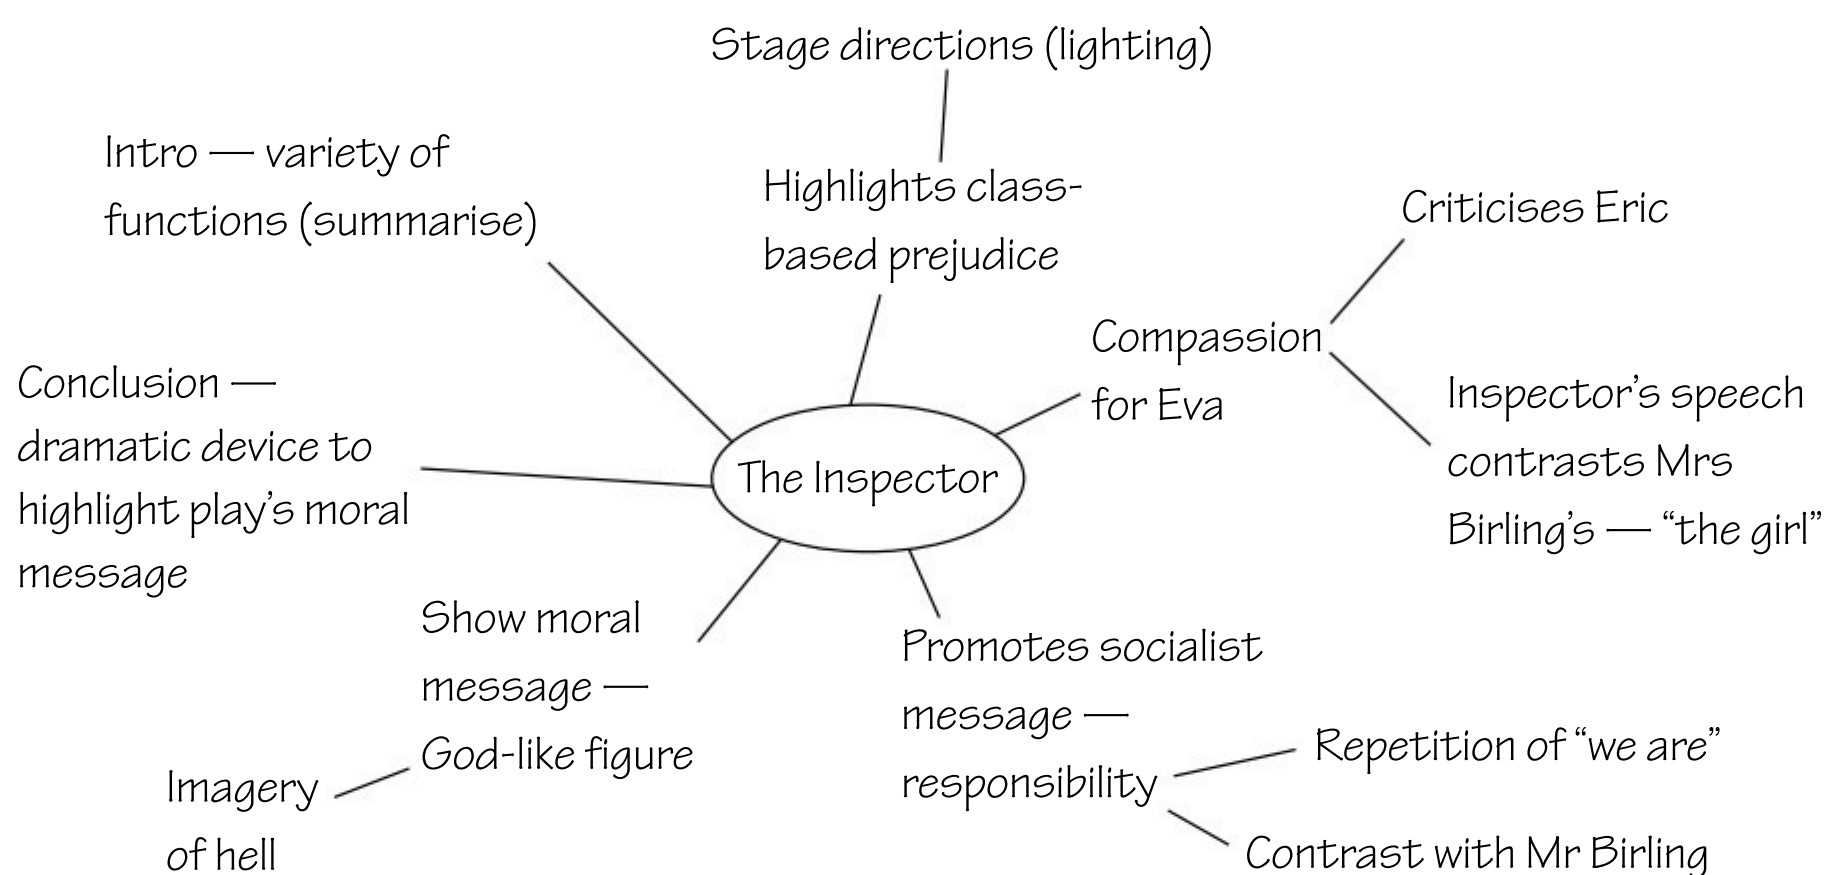 Stage directions (lighting)
Intro — variety of
functions (summarise)
Highlights class-
based prejudice
Criticises Eric
Compassion
for Eva
Inspector's speech
contrasts Mrs
Birling's — “the girl”
Conclusion —
dramatic device to
highlight play's moral
message
The Inspector
Show moral
message —
God-like figure
Imagery
of hell
Promotes socialist
message —
responsibility
Repetition of “we are”
Contrast with Mr Birling